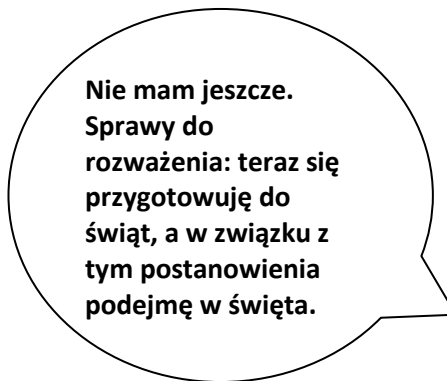 Nie mam jeszcze.
Sprawy do
rozważenia: teraz się
przygotowuję do
świąt, a w związku z
tym postanowienia
podejmę w święta.